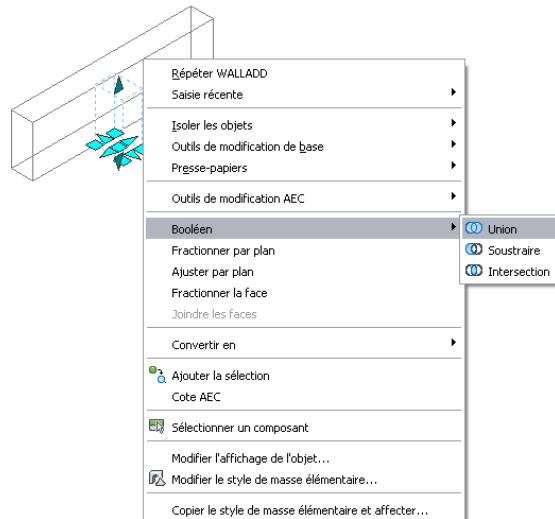 Répéter WALLADD
Saisie récente
Isoler les objets
Outils de modification de base
Presse-papiers
Outils de modification AEC
Booléen
Union
Fractionner par plan
Soustraire
Ajuster par plan
Intersection
Fractionner la face
Joindre les faces
Convertir en
Ajouter la sélection
Cote AEC
Sélectionner un composant
Modifier l'affichage de l'objet...
Modifier le style de masse élémentaire...
Copier le style de masse élémentaire et affecter...